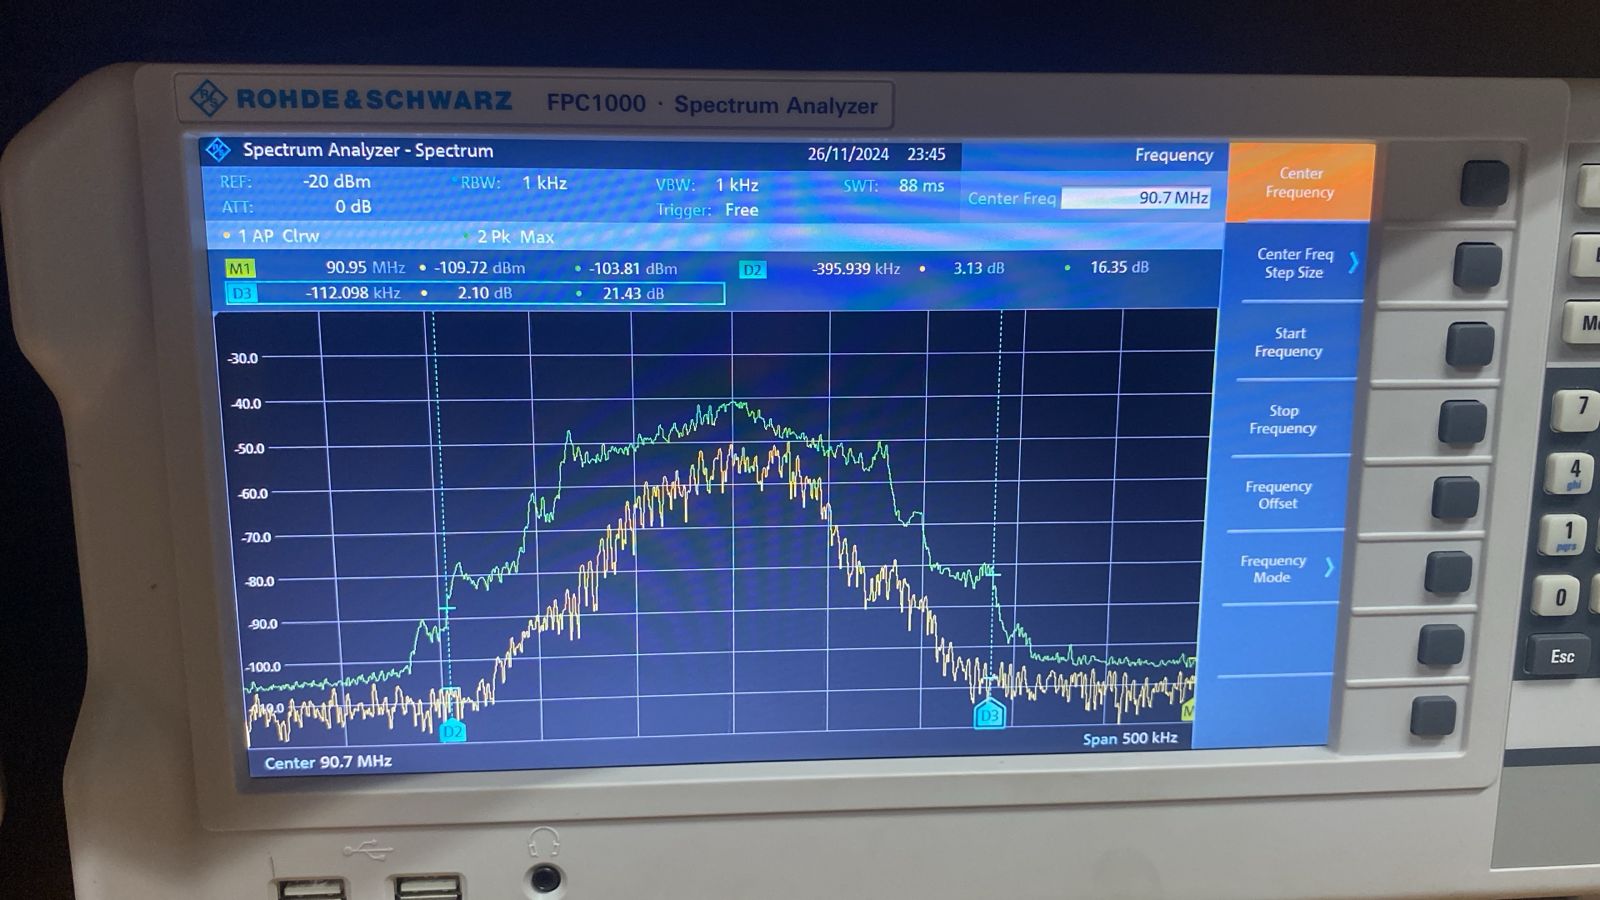 ROHDE&SCHWARZ FPC1000 · Spectrum Analyzer
Spectrum Analyzer - Spectrum 26/11/2024 23:45 Frequency
REF: -20 dBm RBW: 1 kHz VBW: 1 kHz SWT: 88 ms Center Freq 90.7 MHz
ATT: 0 dB Trigger: Free
1 AP Clrw 2 Pk Max
M1 90.95 MHz -109.72 dBm -103.81 dBm D2 -395.939 kHz 3.13 dB 16.35 dB
D3 -112.098 kHz 2.10 dB 21.43 dB
-30.0
-40.0
-50.0
-60.0
-70.0
-80.0
-90.0
-100.0
D2
D3
M
Center 90.7 MHz
Span 500 kHz
Center
Frequency
Center Freq
Step Size
Start
Frequency
Stop
Frequency
Frequency
Offset
Frequency
Mode
7
4
ghi
1
pqrs
0
Esc